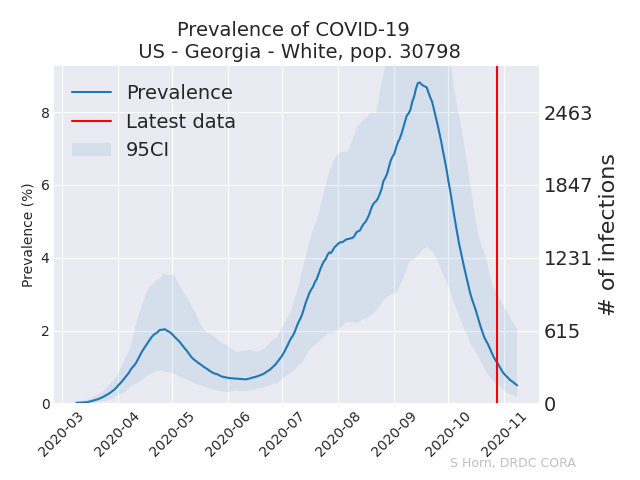 Prevalence of COVID-19
US - Georgia - White, pop. 30798
Prevalence
Latest data
95CI
Prevalence (%)
8
6
4
2
0
2463
1847
1231
615
0
# of infections
2020-03
2020-04
2020-05
2020-06
2020-07
2020-08
2020-09
2020-10
2020-11
S Horn, DRDC CORA